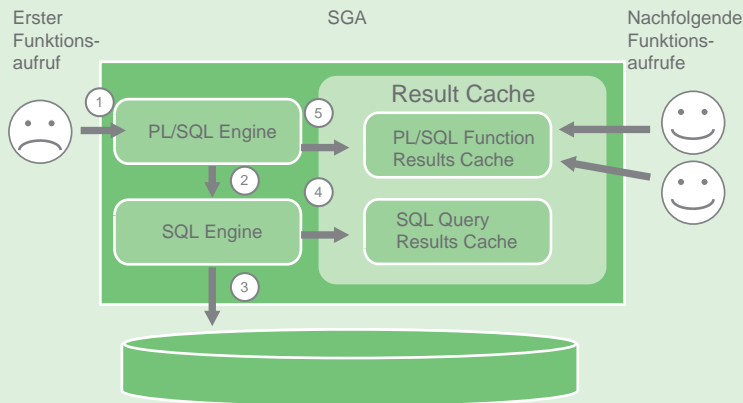 Erster
Funktions-
aufruf
SGA
Nachfolgende
Funktions-
aufrufe
1
PL/SQL Engine
5
Result Cache
PL/SQL Function
Results Cache
2
4
SQL Engine
SQL Query
Results Cache
3